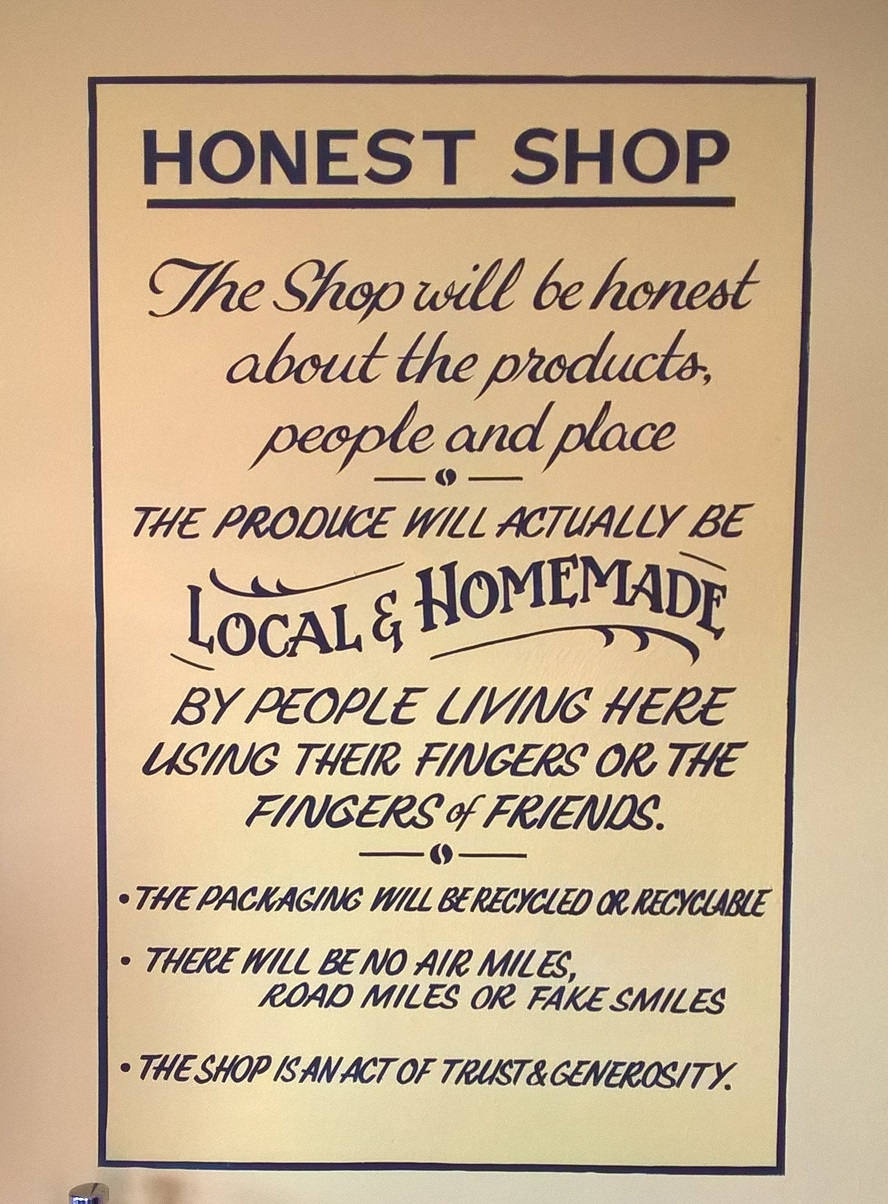 HONEST SHOP
The Shop will be honest
about the products,
people and place
THE PRODUCE WILL ACTUALLY BE
LOCAL & HOMEMADE
BY PEOPLE LIVING HERE
USING THEIR FINGERS OR THE
FINGERS of FRIENDS.
• THE PACKAGING WILL BE RECYCLED OR RECYCLABLE
• THERE WILL BE NO AIR MILES,
ROAD MILES OR FAKE SMILES
• THE SHOP IS AN ACT OF TRUST & GENEROSITY.